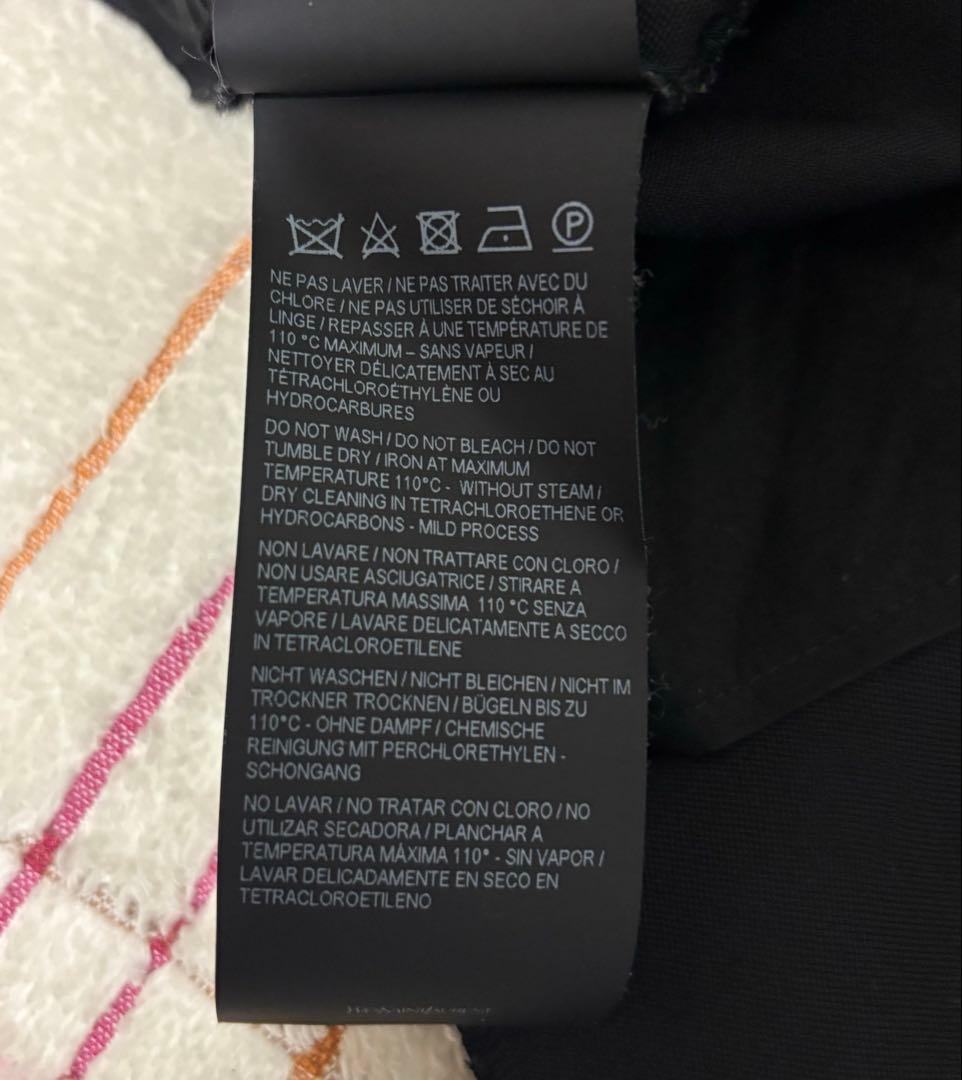 P
NE PAS LAVER / NE PAS TRAITER AVEC DU
CHLORE / NE PAS UTILISER DE SÉCHOIR À
LINGE / REPASSER À UNE TEMPÉRATURE DE
110 °C MAXIMUM – SANS VAPEUR /
NETTOYER DÉLICATEMENT À SEC AU
TÉTRACHLOROÉTHYLÈNE OU
HYDROCARBURES
DO NOT WASH / DO NOT BLEACH / DO NOT
TUMBLE DRY / IRON AT MAXIMUM
TEMPERATURE 110°C - WITHOUT STEAM /
DRY CLEANING IN TETRACHLOROETHENE OR
HYDROCARBONS - MILD PROCESS
NON LAVARE / NON TRATTARE CON CLORO /
NON USARE ASCIUGATRICE / STIRARE A
TEMPERATURA MASSIMA 110 °C SENZA
VAPORE / LAVARE DELICATAMENTE A SECCO
IN TETRACLOROETILENE
NICHT WASCHEN / NICHT BLEICHEN / NICHT IM
TROCKNER TROCKNEN / BÜGELN BIS ZU
110°C - OHNE DAMPF / CHEMISCHE
REINIGUNG MIT PERCHLORETHYLEN -
SCHONGANG
NO LAVAR / NO TRATAR CON CLORO / NO
UTILIZAR SECADORA / PLANCHAR A
TEMPERATURA MÁXIMA 110° - SIN VAPOR /
LAVAR DELICADAMENTE EN SECO EN
TETRACLOROETILENO